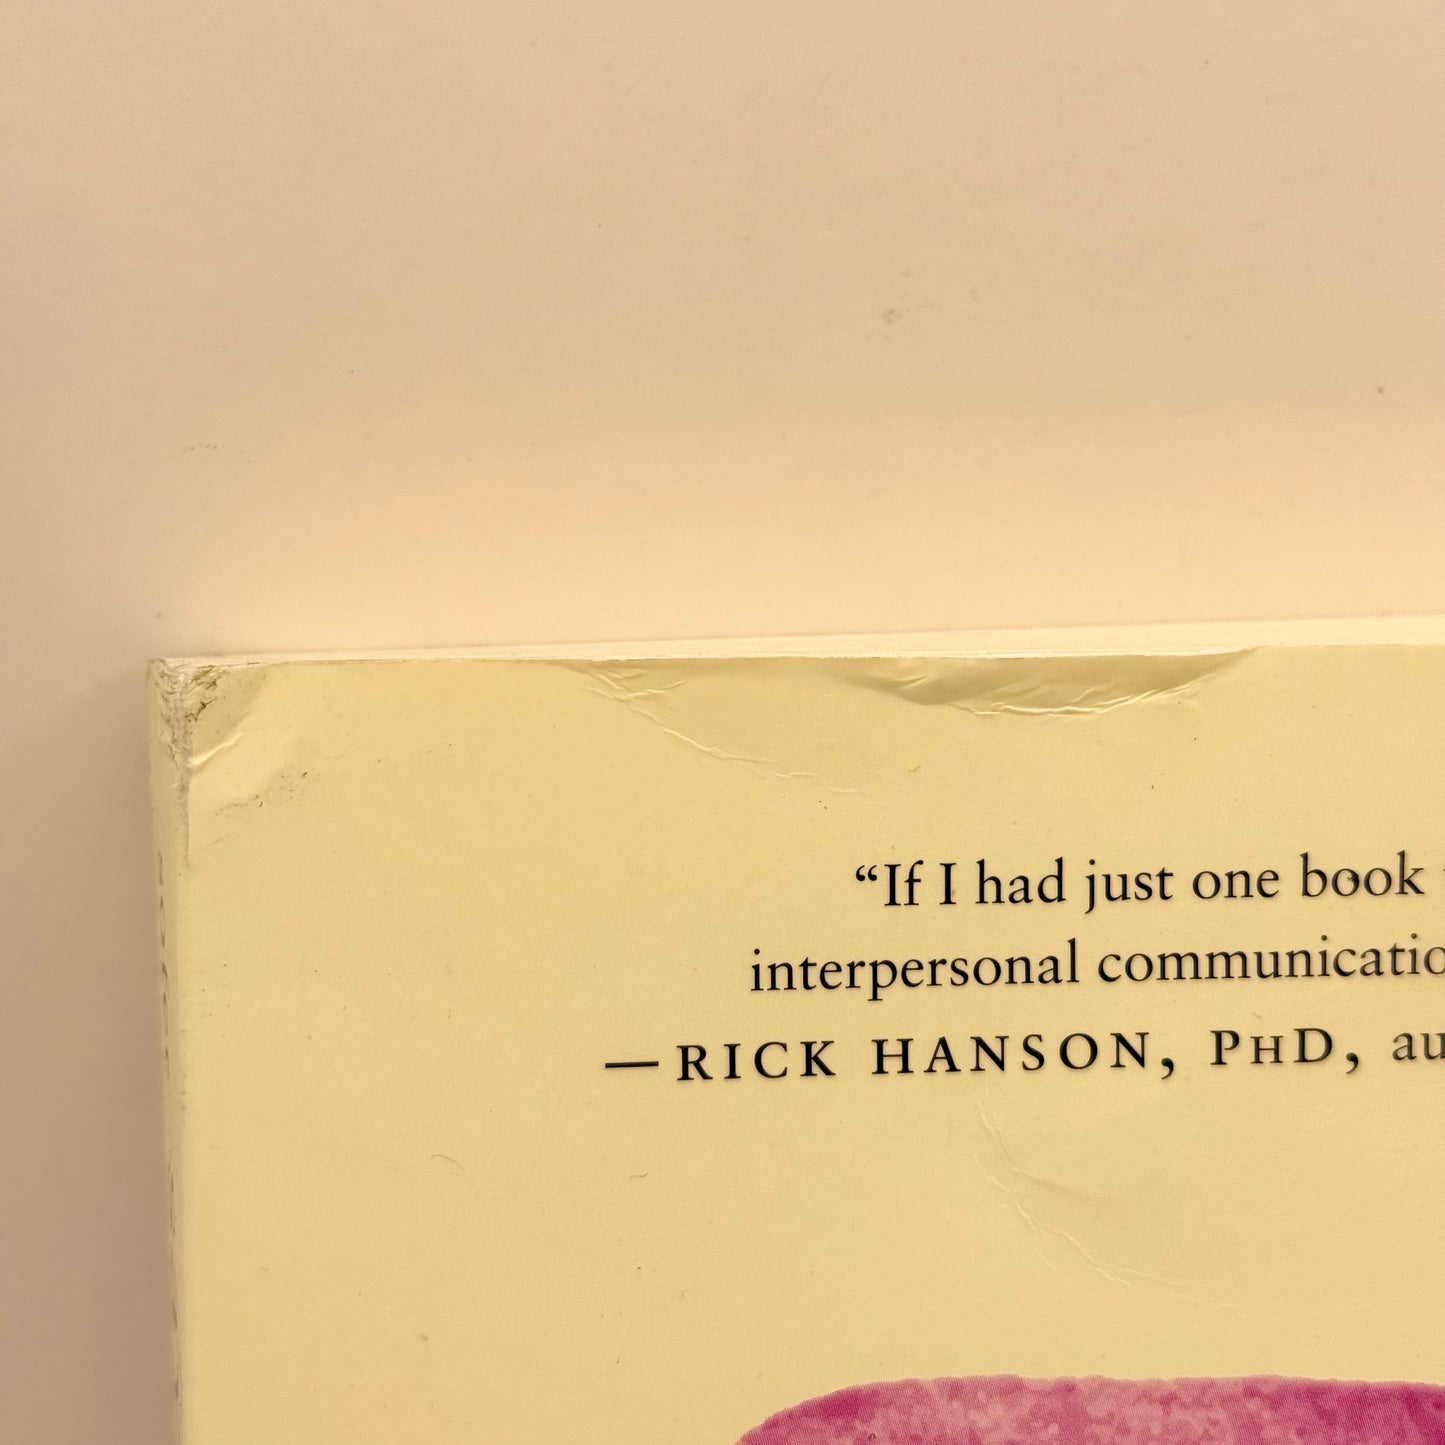 “If I had just one book
interpersonal communicatio
—RICK HANSON, PhD, au